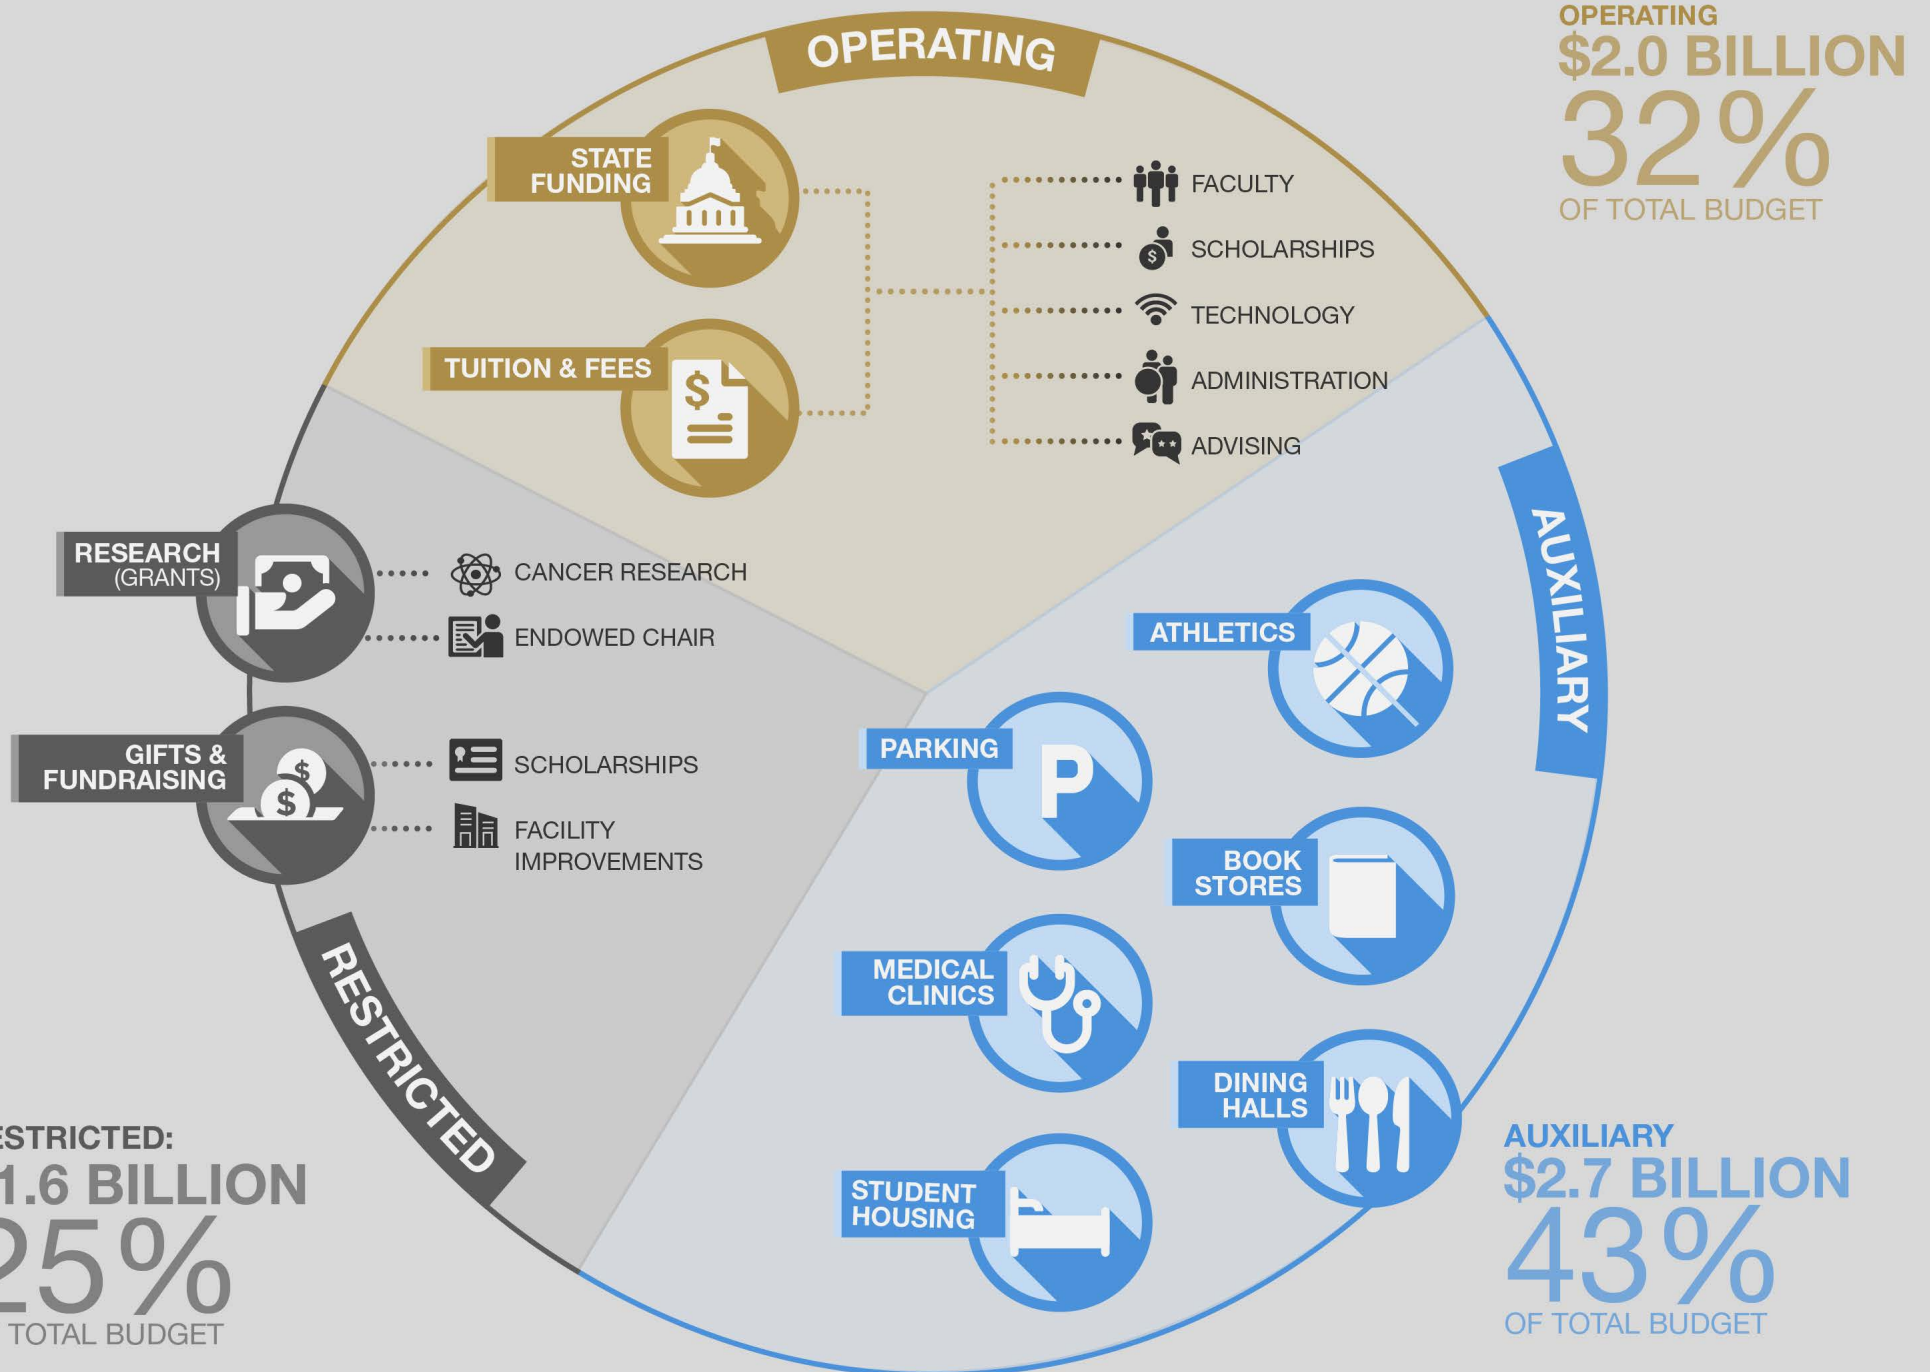 OPERATING
OPERATING
$2.0 BILLION
32%
OF TOTAL BUDGET
STATE
FUNDING
TUITION & FEES
$
FACULTY
$
SCHOLARSHIPS
TECHNOLOGY
ADMINISTRATION
ADVISING
RESEARCH
(GRANTS)
CANCER RESEARCH
ENDOWED CHAIR
GIFTS &
FUNDRAISING
$
$
SCHOLARSHIPS
FACILITY
IMPROVEMENTS
RESTRICTED
AUXILIARY
ATHLETICS
PARKING
P
BOOK
STORES
MEDICAL
CLINICS
DINING
HALLS
STUDENT
HOUSING
ESTRICTED:
1.6 BILLION
25%
TOTAL BUDGET
AUXILIARY
$2.7 BILLION
43%
OF TOTAL BUDGET